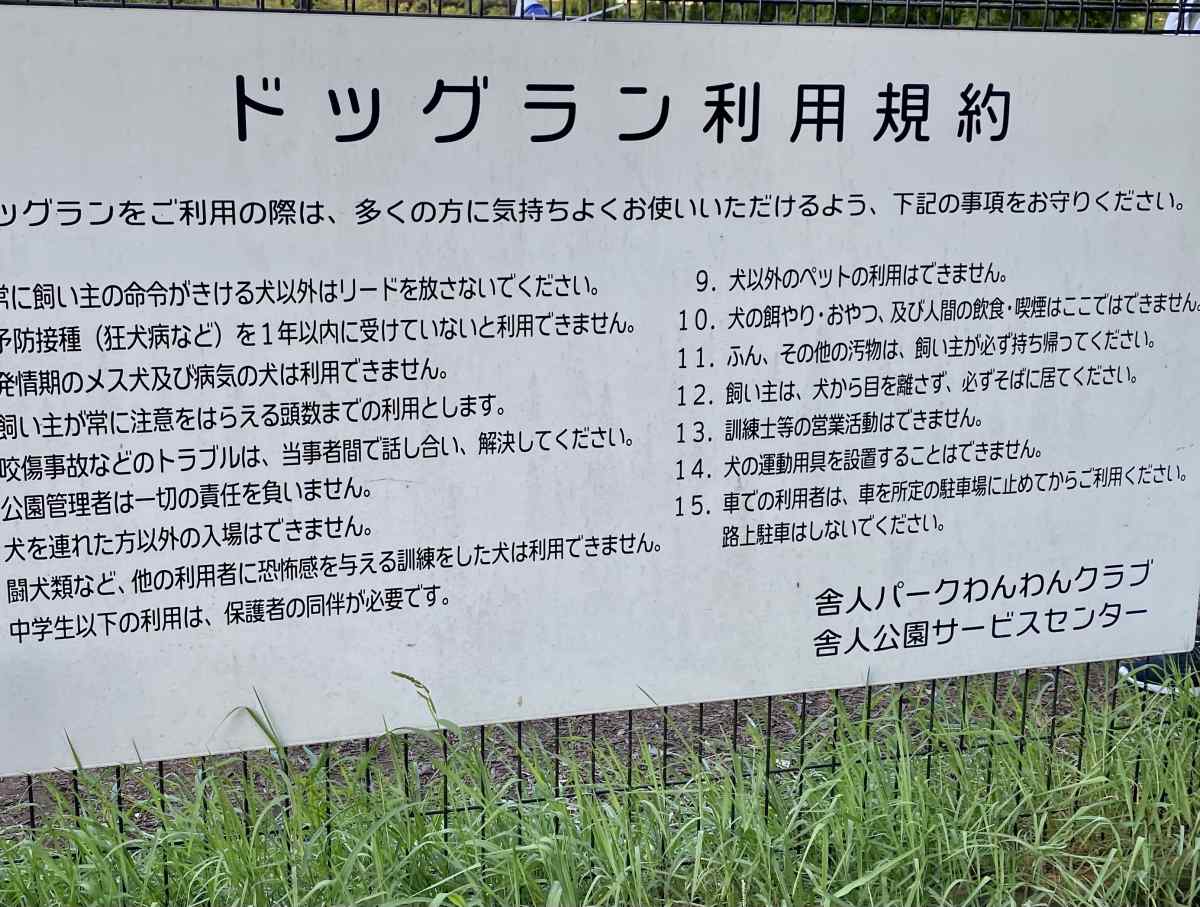 ドッグラン利用規約
ッグランをご利用の際は、多くの方に気持ちよくお使いいただけるよう、下記の事項をお守りください。
常に飼い主の命令がきける犬以外はリードを放さないでください。
予防接種（狂犬病など）を１年以内に受けていないと利用できません。
発情期のメス犬及び病気の犬は利用できません。
飼い主が常に注意をはらえる頭数までの利用とします。
咬傷事故などのトラブルは、当事者間で話し合い、解決してください。
公園管理者は一切の責任を負いません。
犬を連れた方以外の入場はできません。
闘犬類など、他の利用者に恐怖感を与える訓練をした犬は利用できません。
中学生以下の利用は、保護者の同伴が必要です。
9. 犬以外のペットの利用はできません。
10. 犬の餌やり・おやつ、及び人間の飲食・喫煙はここではできません。
11. ふん、その他の汚物は、飼い主が必ず持ち帰ってください。
12. 飼い主は、犬から目を離さず、必ずそばに居てください。
13. 訓練士等の営業活動はできません。
14. 犬の運動用具を設置することはできません。
15. 車での利用者は、車を所定の駐車場に止めてからご利用ください。
路上駐車はしないでください。
舎人パークわんわんクラブ
舎人公園サービスセンター